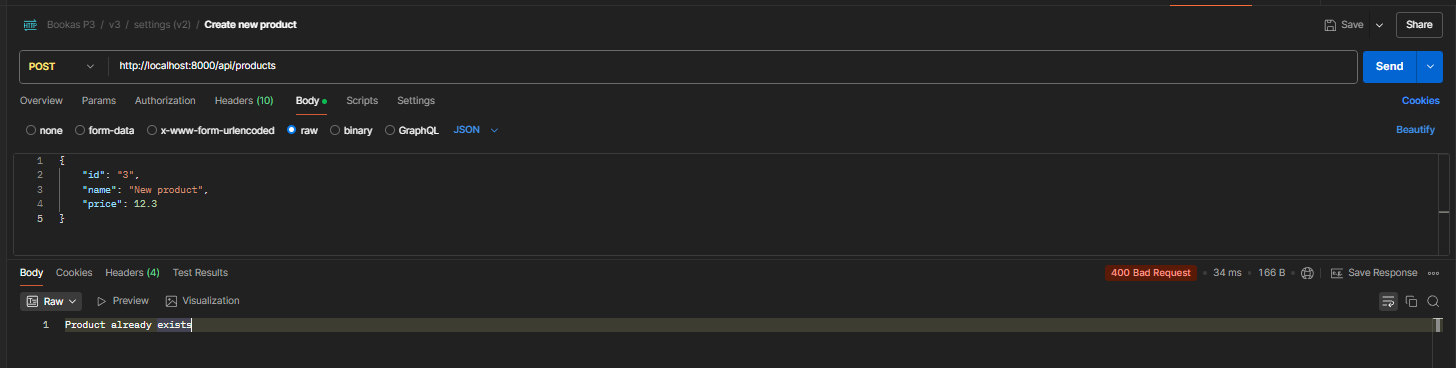 HTTP Bookas P3 / v3 / settings (v2) / Create new product Save Share
POST http://localhost:8000/api/products Send
Overview Params Authorization Headers (10) Body Scripts Settings Cookies
none form-data x-www-form-urlencoded raw binary GraphQL JSON Beautify
1 {
2 "id": "3",
3 "name": "New product",
4 "price": 12.3
5 }
Body Cookies Headers (4) Test Results 400 Bad Request • 34 ms • 166 B • e.g. Save Response
Raw Preview Visualization
1 Product already exists